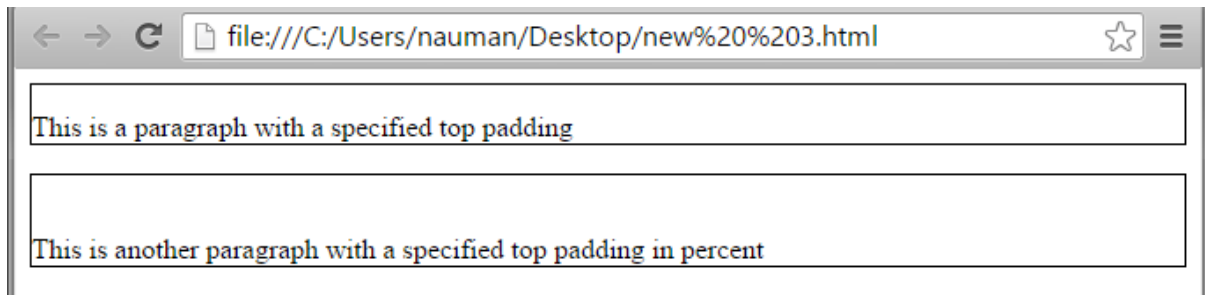 file:///C:/Users/nauman/Desktop/new%20%203.html
This is a paragraph with a specified top padding
This is another paragraph with a specified top padding in percent